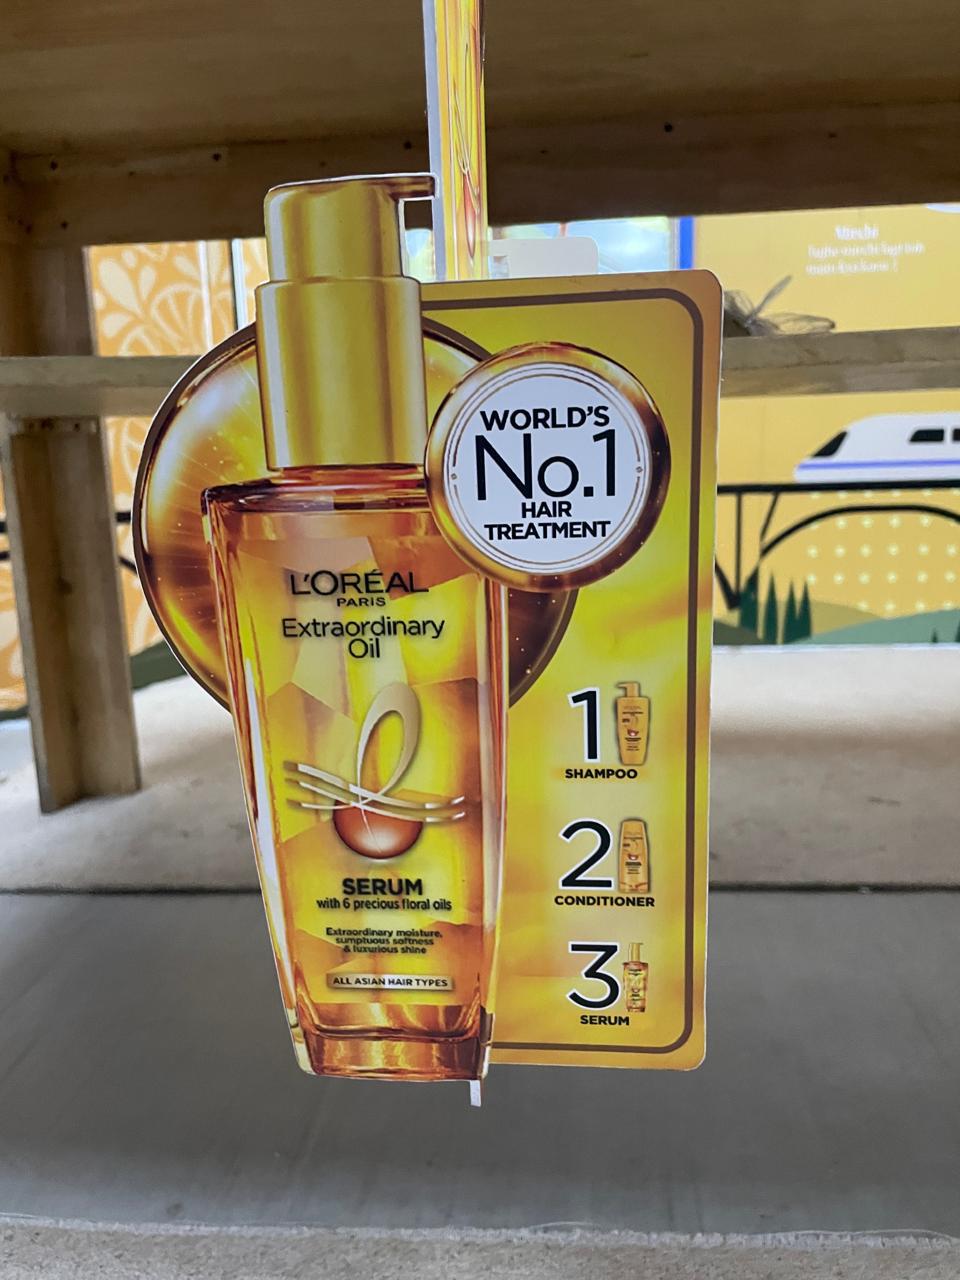 WORLD'S
No.1
HAIR
TREATMENT
L'ORÉAL
PARIS
Extraordinary
Oil
SERUM
with 6 precious floral oils
Extraordinary moisture,
sumptuous softness
& luxurious shine
ALL ASIAN HAIR TYPES
1
SHAMPOO
2
CONDITIONER
3
SERUM